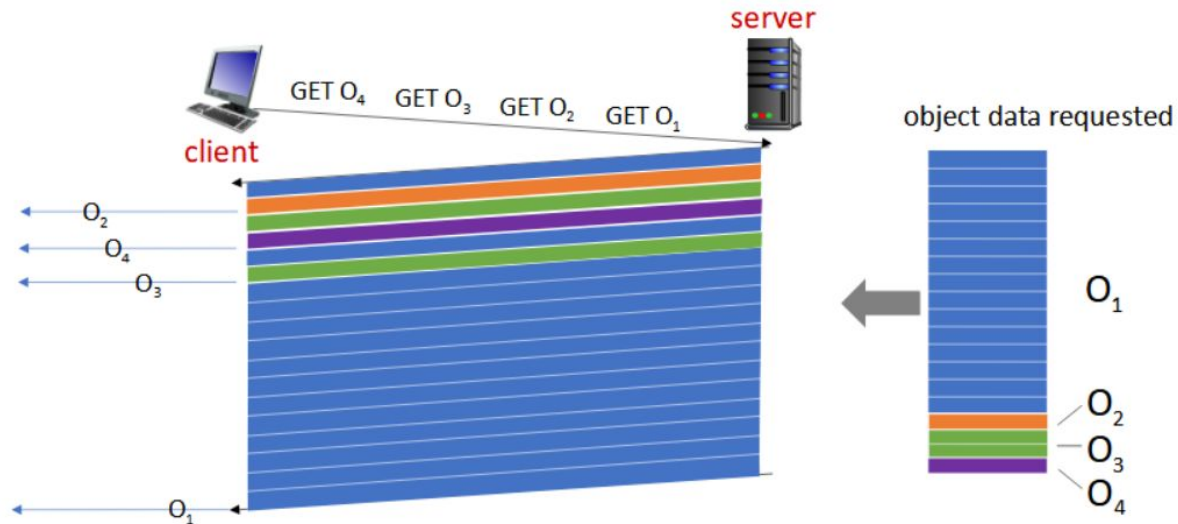 server
GET O₄ GET O₃ GET O₂ GET O₁
object data requested
client
O₂
O₄
O₃
O₁
O₁
O₂
O₃
O₄